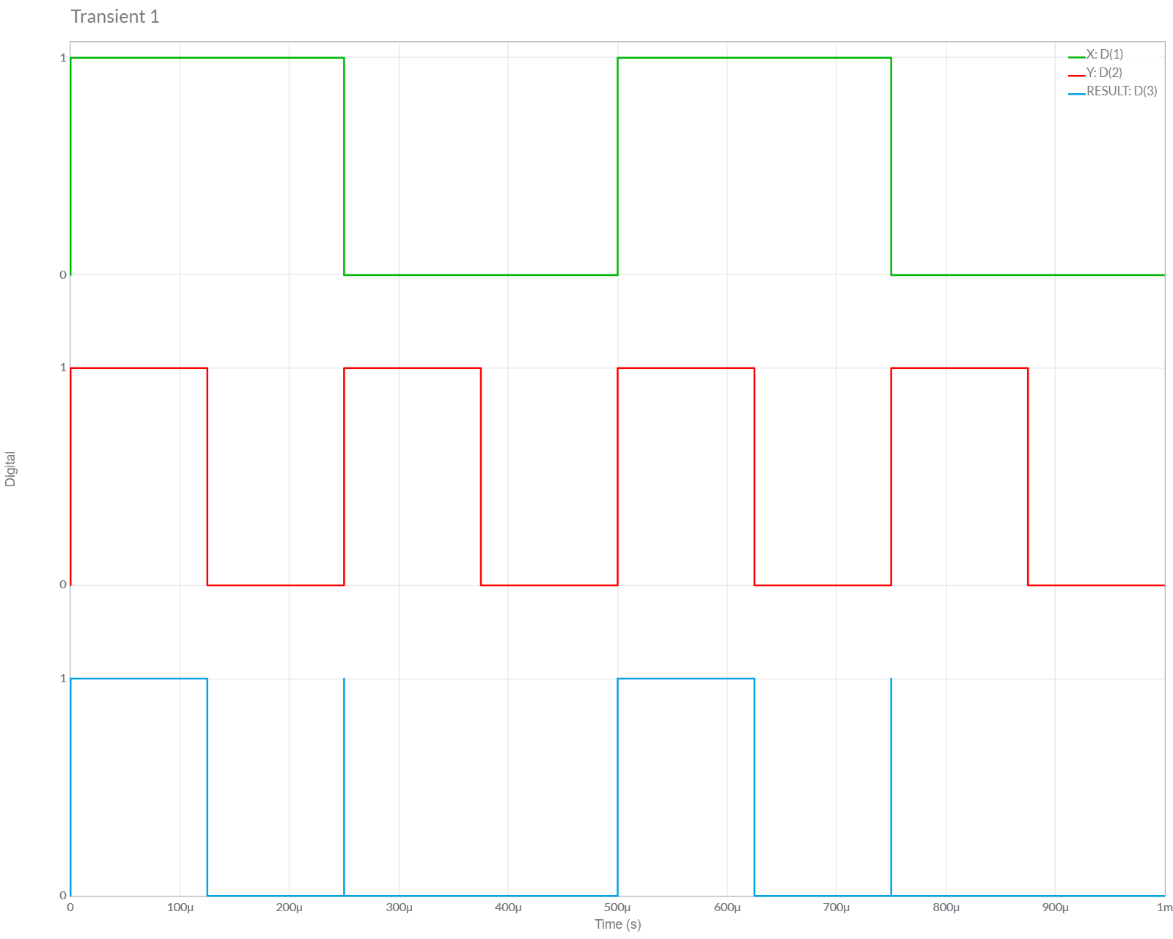 Transient 1
X: D(1)
Y: D(2)
RESULT: D(3)
1
0
1
0
1
0
Digital
0 100µ 200µ 300µ 400µ 500µ 600µ 700µ 800µ 900µ 1m
Time (s)